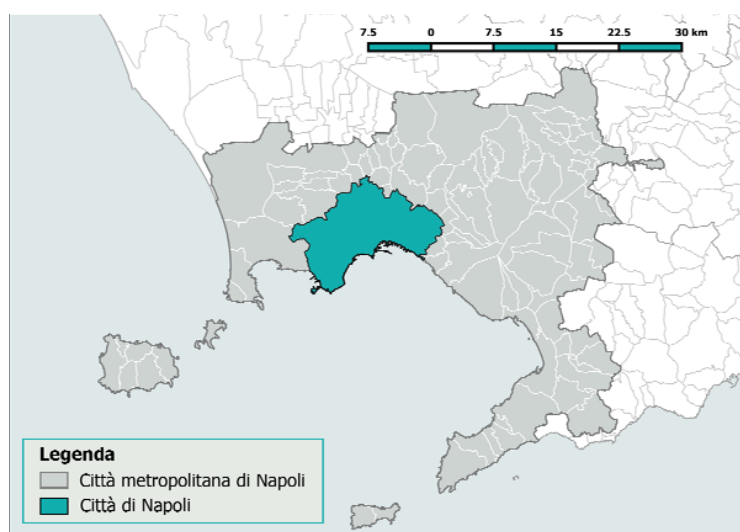 7.5 0 7.5 15 22.5 30 km
Legenda
Città metropolitana di Napoli
Città di Napoli